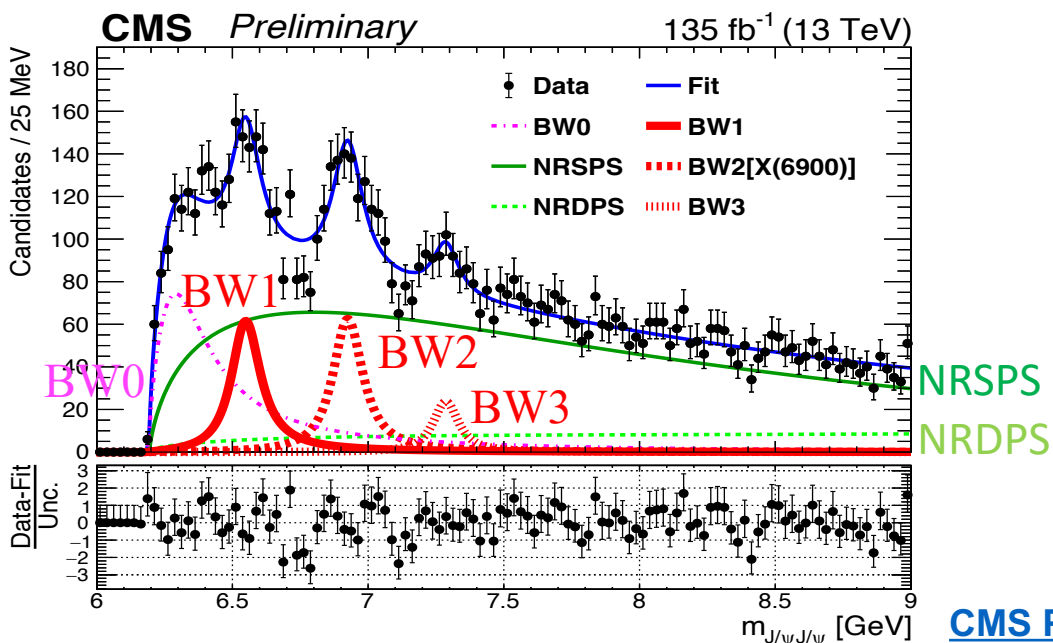 CMS Preliminary 135 fb⁻¹ (13 TeV)
Candidates / 25 MeV
180
160
140
120
100
80
60
40
20
0
Data
Fit
BW0
BW1
NRSPS
BW2[X(6900)]
NRDPS
BW3
BW1
BW2
BW0
BW3
NRSPS
NRDPS
Data-Fit
Unc.
3
2
1
0
−1
−2
−3
6 6.5 7 7.5 8 8.5 9
m_J/ψJ/ψ [GeV]
CMS